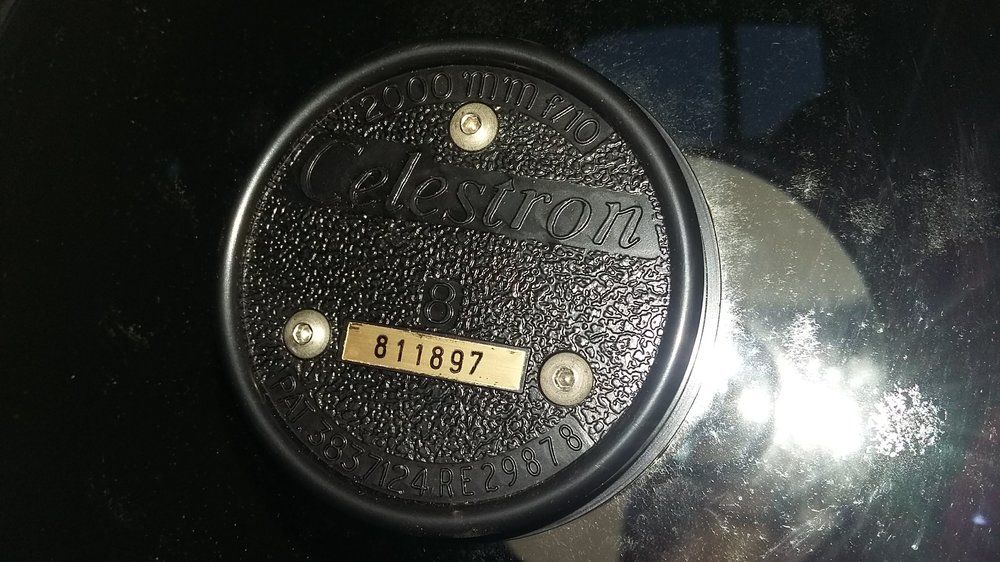 2000 mm f/10
Celestron
8
811897
PAT. 3837124 RE 29878